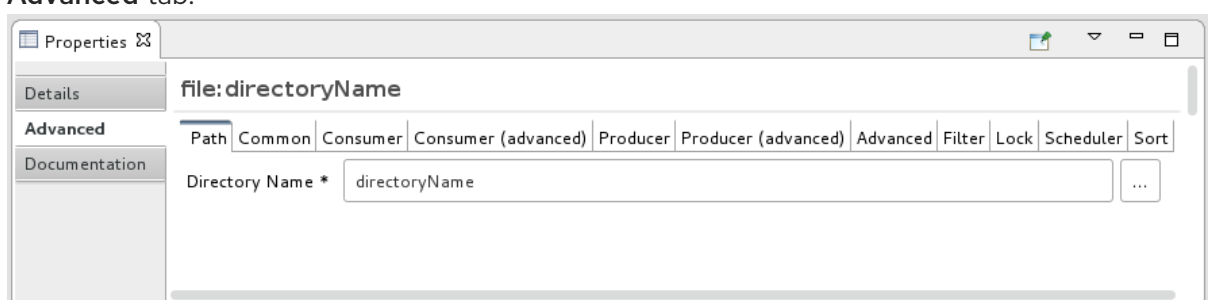 Advanced tab.
Properties
Details
Advanced
Documentation
file:directoryName
Path Common Consumer Consumer (advanced) Producer Producer (advanced) Advanced Filter Lock Scheduler Sort
Directory Name * directoryName ...